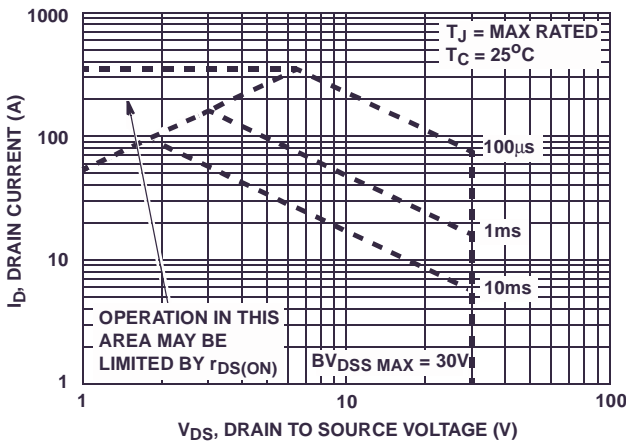 1000
100
10
1
I_D, DRAIN CURRENT (A)
T_J = MAX RATED
T_C = 25°C
100μs
1ms
10ms
OPERATION IN THIS
AREA MAY BE
LIMITED BY r_DS(ON)
BV_DSS MAX = 30V
1
10
100
V_DS, DRAIN TO SOURCE VOLTAGE (V)